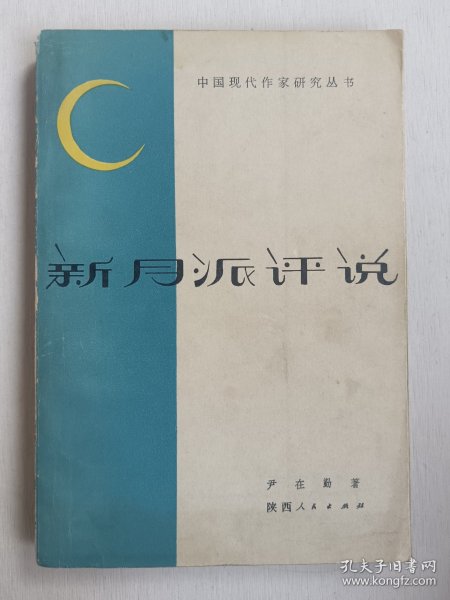 中国现代作家研究丛书
新月派评说
尹在勤 著
陕西人民出版社
孔夫子旧书网
www.kongfz.com